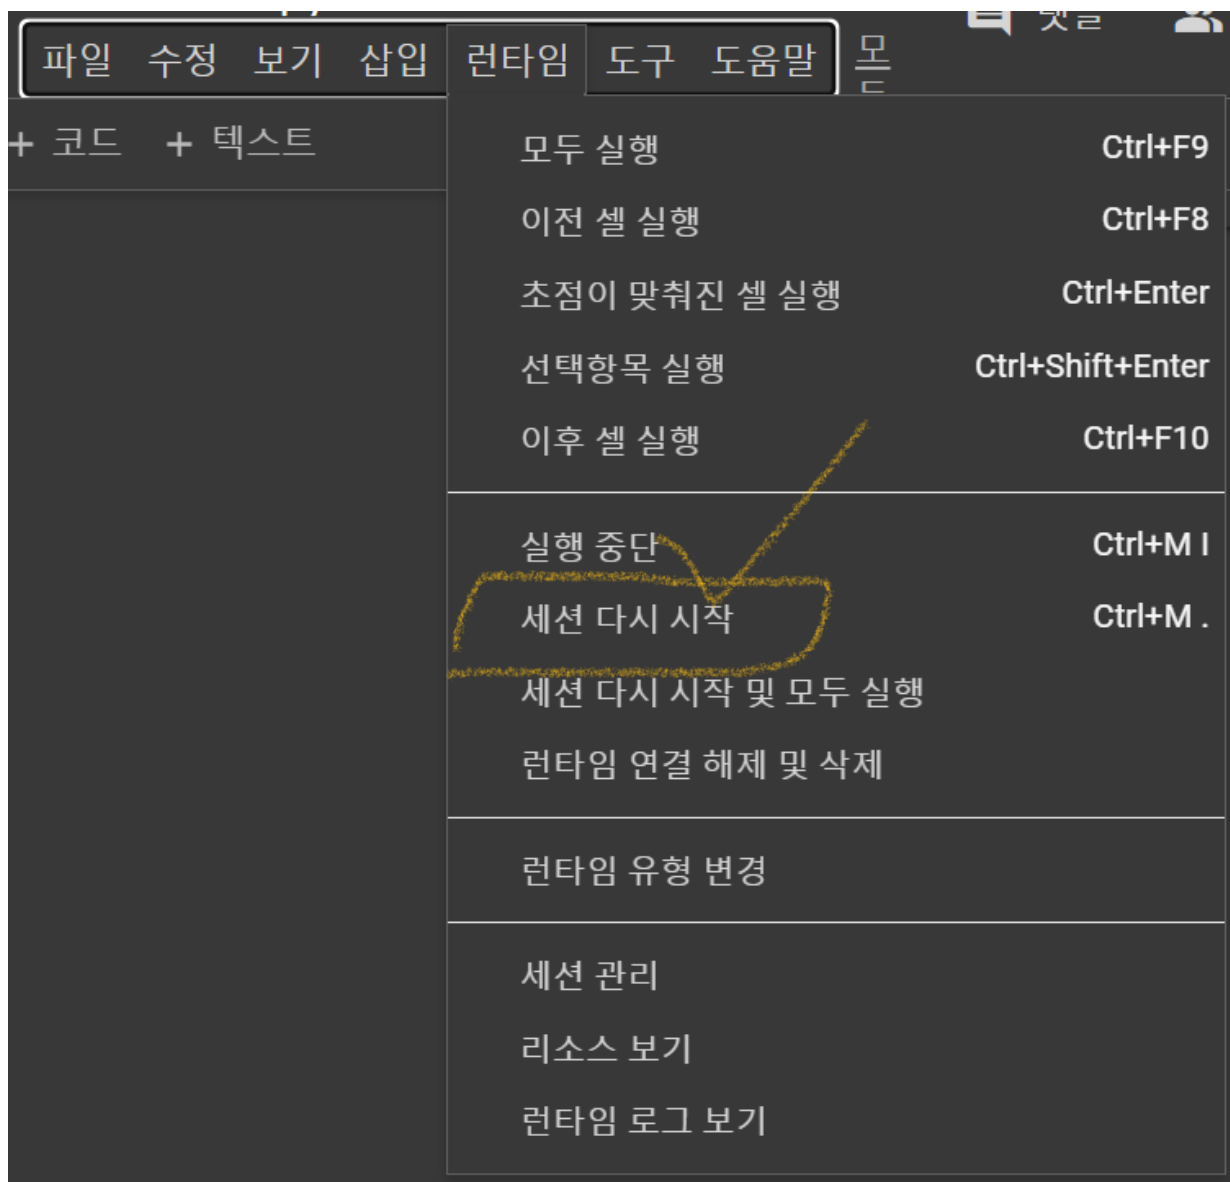 댓글
파일 수정 보기 삽입 런타임 도구 도움말 모두
+ 코드 + 텍스트
모두 실행 Ctrl+F9
이전 셀 실행 Ctrl+F8
초점이 맞춰진 셀 실행 Ctrl+Enter
선택항목 실행 Ctrl+Shift+Enter
이후 셀 실행 Ctrl+F10
실행 중단 Ctrl+M I
세션 다시 시작 Ctrl+M .
세션 다시 시작 및 모두 실행
런타임 연결 해제 및 삭제
런타임 유형 변경
세션 관리
리소스 보기
런타임 로그 보기